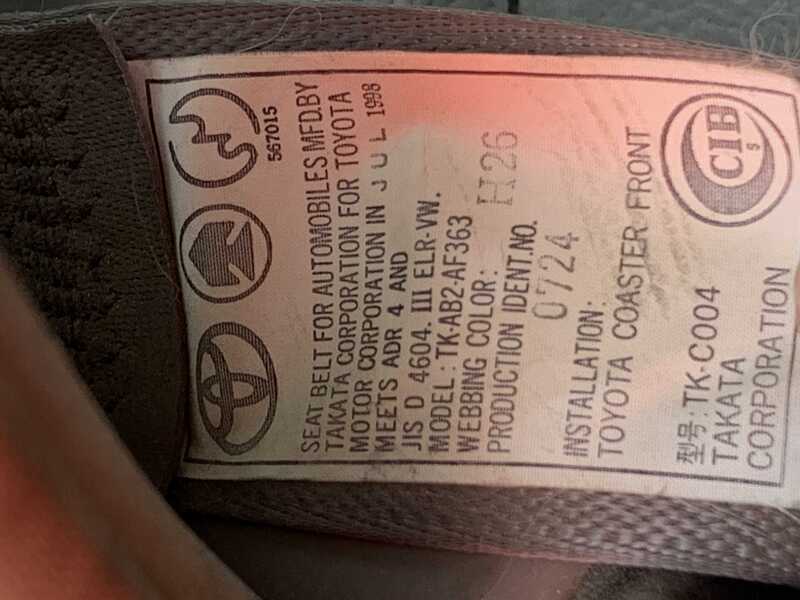 567015
SEAT BELT FOR AUTOMOBILES MFD.BY
TAKATA CORPORATION FOR TOYOTA
MOTOR CORPORATION IN JUL 1998
MEETS ADR 4 AND
JIS D 4604. III ELR-VW.
MODEL : TK-AB2-AF363
WEBBING COLOR: H26
PRODUCTION IDENT.NO.
0724
INSTALLATION:
TOYOTA COASTER FRONT
CIB
S
型号: TK-C004
TAKATA
CORPORATION